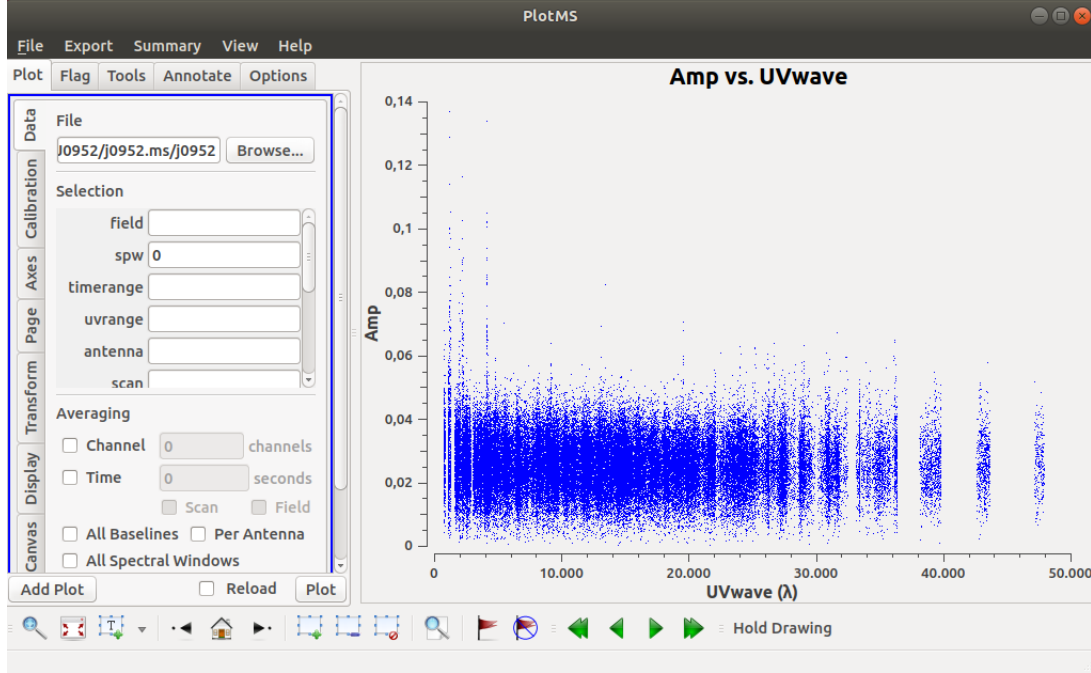 PlotMS
File Export Summary View Help
Plot Flag Tools Annotate Options
Data
Calibration
Axes
Page
Transform
Display
Canvas
File
J0952/j0952.ms/j0952 Browse...
Selection
field
spw 0
timerange
uvrange
antenna
scan
Averaging
Channel 0 channels
Time 0 seconds
Scan Field
All Baselines Per Antenna
All Spectral Windows
Add Plot Reload Plot
Amp vs. UVwave
Amp
0,14
0,12
0,1
0,08
0,06
0,04
0,02
0
0 10.000 20.000 30.000 40.000 50.000
UVwave (λ)
T
Hold Drawing